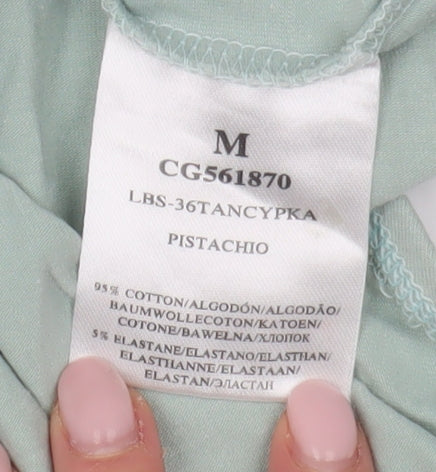 M
CG561870
LBS-36TANCYPKA
PISTACHIO
95% COTTON/ALGODÓN/ALGODÃO/
BAUMWOLLECOTON/KATOEN/
COTONE/BAWEŁNA/ХЛОПОК
5% ELASTANE/ELASTANO/ELASTHAN/
ELASTHANNE/ELASTAAN/
ELASTAN/ЭЛАСТАН